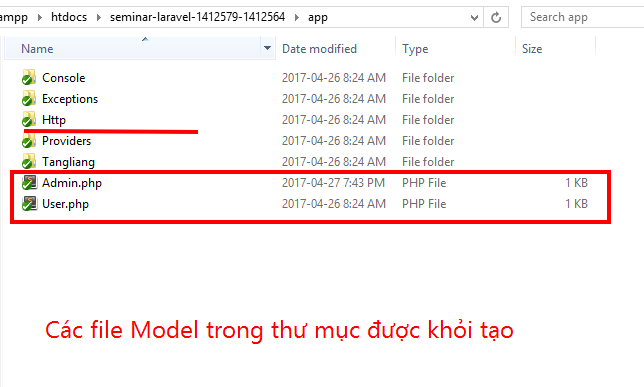 ampp > htdocs > seminar-laravel-1412579-1412564 > app
Search app
Name Date modified Type Size
Console 2017-04-26 8:24 AM File folder
Exceptions 2017-04-26 8:24 AM File folder
Http 2017-04-26 8:24 AM File folder
Providers 2017-04-26 8:24 AM File folder
Tangliang 2017-04-26 8:24 AM File folder
Admin.php 2017-04-27 7:43 PM PHP File 1 KB
User.php 2017-04-26 8:24 AM PHP File 1 KB
Các file Model trong thư mục được khỏi tạo